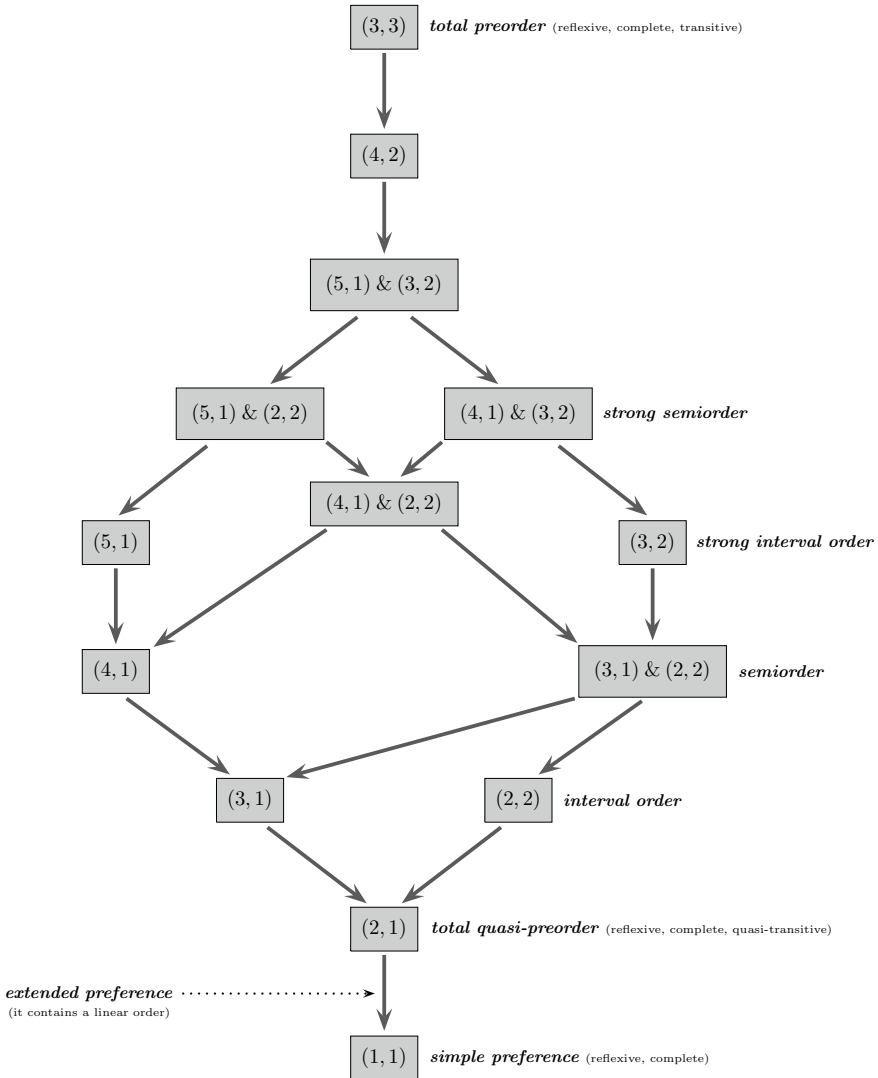 (3, 3) total preorder (reflexive, complete, transitive)
(4, 2)
(5, 1) & (3, 2)
(5, 1) & (2, 2)
(4, 1) & (3, 2) strong semiorder
(4, 1) & (2, 2)
(5, 1)
(3, 2) strong interval order
(4, 1)
(3, 1) & (2, 2) semiorder
(3, 1)
(2, 2) interval order
(2, 1) total quasi-preorder (reflexive, complete, quasi-transitive)
extended preference
(it contains a linear order)
(1, 1) simple preference (reflexive, complete)